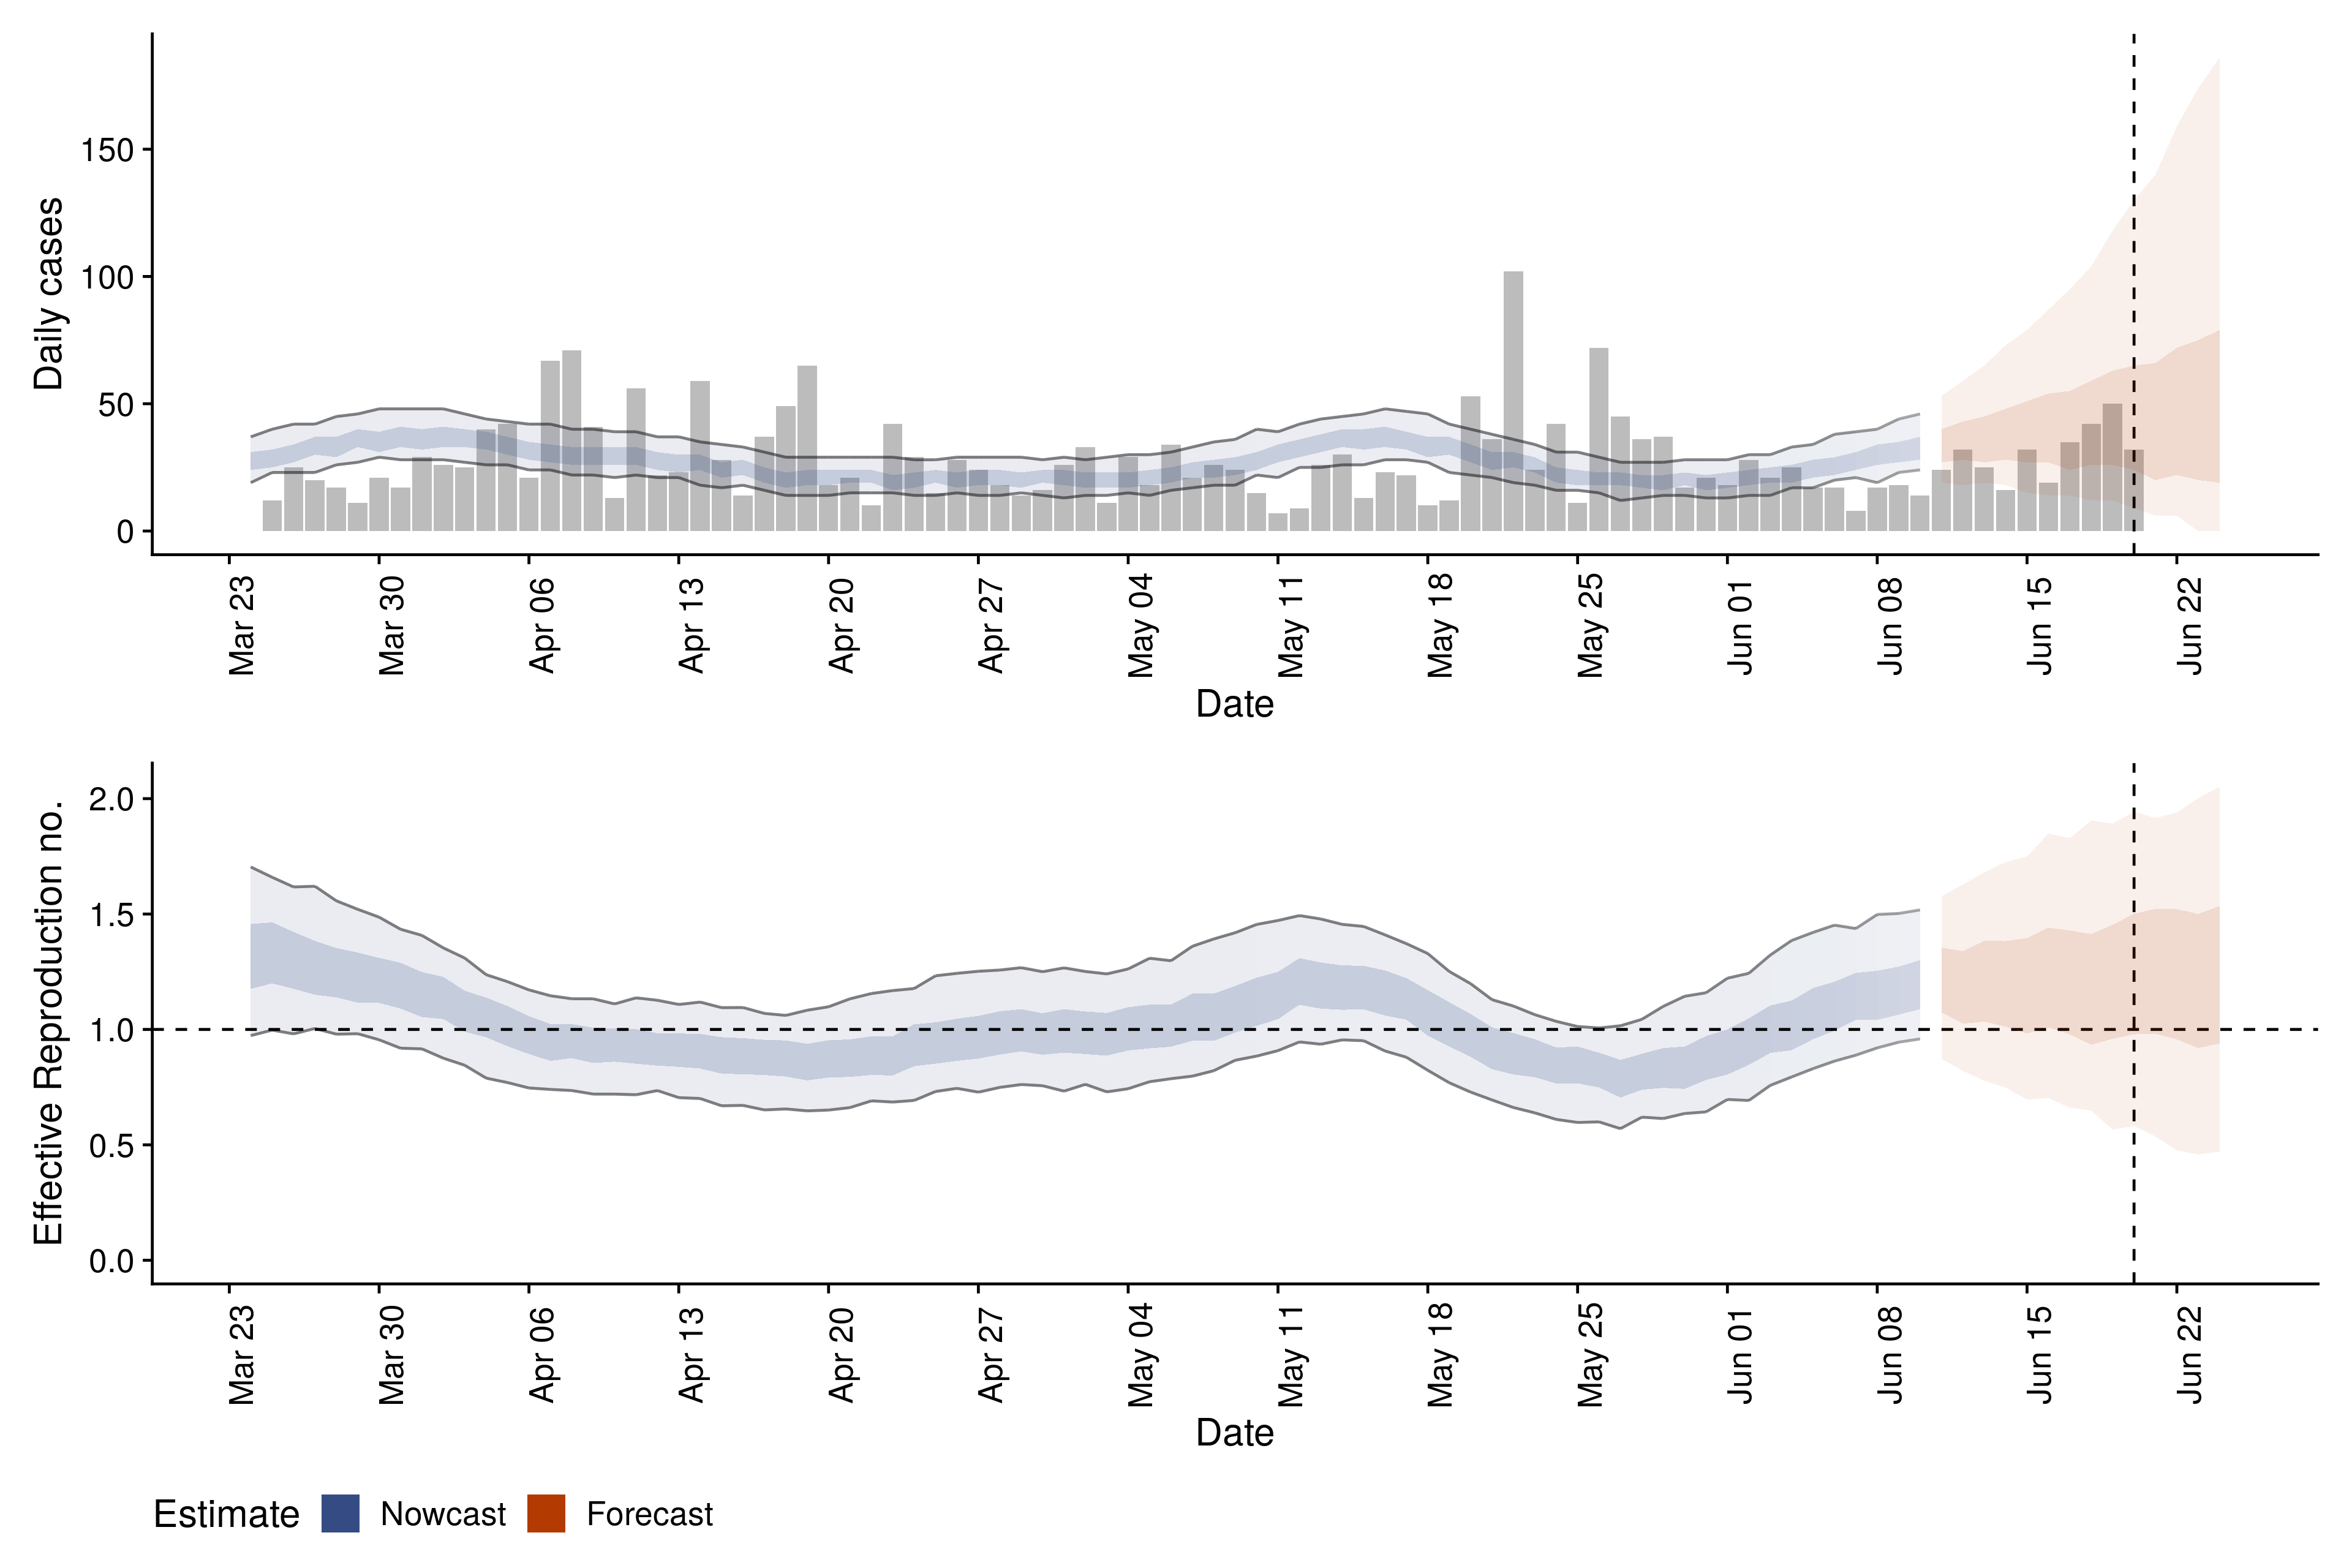 Daily cases
150
100
50
0
Mar 23
Mar 30
Apr 06
Apr 13
Apr 20
Apr 27
May 04
May 11
May 18
May 25
Jun 01
Jun 08
Jun 15
Jun 22
Date
Effective Reproduction no.
2.0
1.5
1.0
0.5
0.0
Mar 23
Mar 30
Apr 06
Apr 13
Apr 20
Apr 27
May 04
May 11
May 18
May 25
Jun 01
Jun 08
Jun 15
Jun 22
Date
Estimate Nowcast Forecast